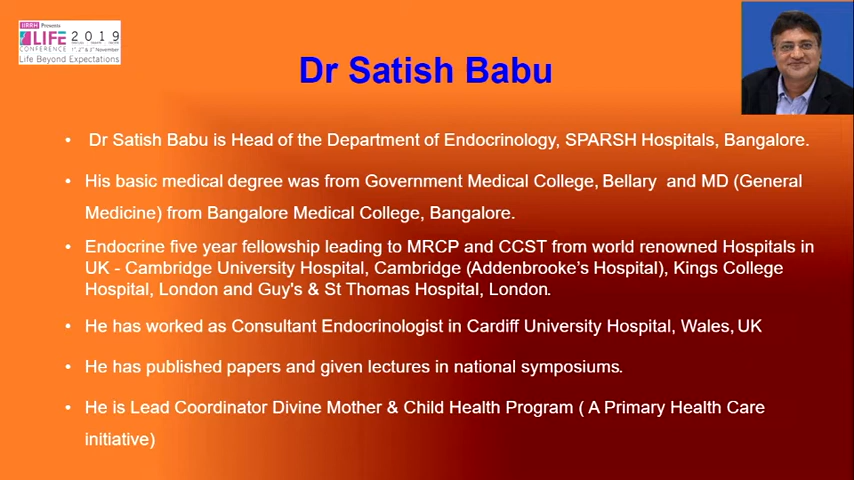 IIRRH Presents
LIFE 2019
CONFERENCE 1st, 2nd & 3rd November
Life Beyond Expectations
Dr Satish Babu
• Dr Satish Babu is Head of the Department of Endocrinology, SPARSH Hospitals, Bangalore.
• His basic medical degree was from Government Medical College, Bellary and MD (General
Medicine) from Bangalore Medical College, Bangalore.
• Endocrine five year fellowship leading to MRCP and CCST from world renowned Hospitals in
UK - Cambridge University Hospital, Cambridge (Addenbrooke’s Hospital), Kings College
Hospital, London and Guy's & St Thomas Hospital, London.
• He has worked as Consultant Endocrinologist in Cardiff University Hospital, Wales, UK
• He has published papers and given lectures in national symposiums.
• He is Lead Coordinator Divine Mother & Child Health Program ( A Primary Health Care
initiative)